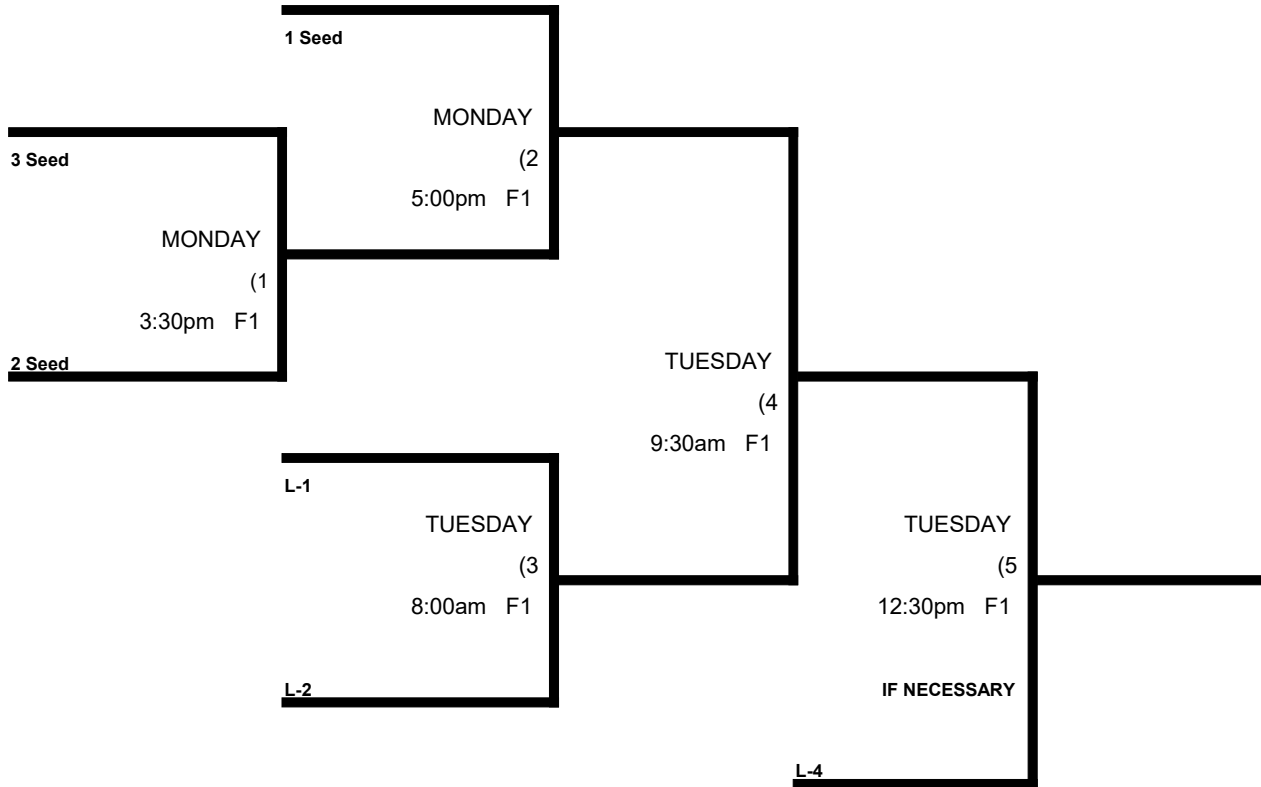 1 Seed
MONDAY
(2
5:00pm F1
3 Seed
MONDAY
(1
3:30pm F1
2 Seed
TUESDAY
(4
9:30am F1
L-1
TUESDAY
(3
8:00am F1
L-2
TUESDAY
(5
12:30pm F1
IF NECESSARY
L-4